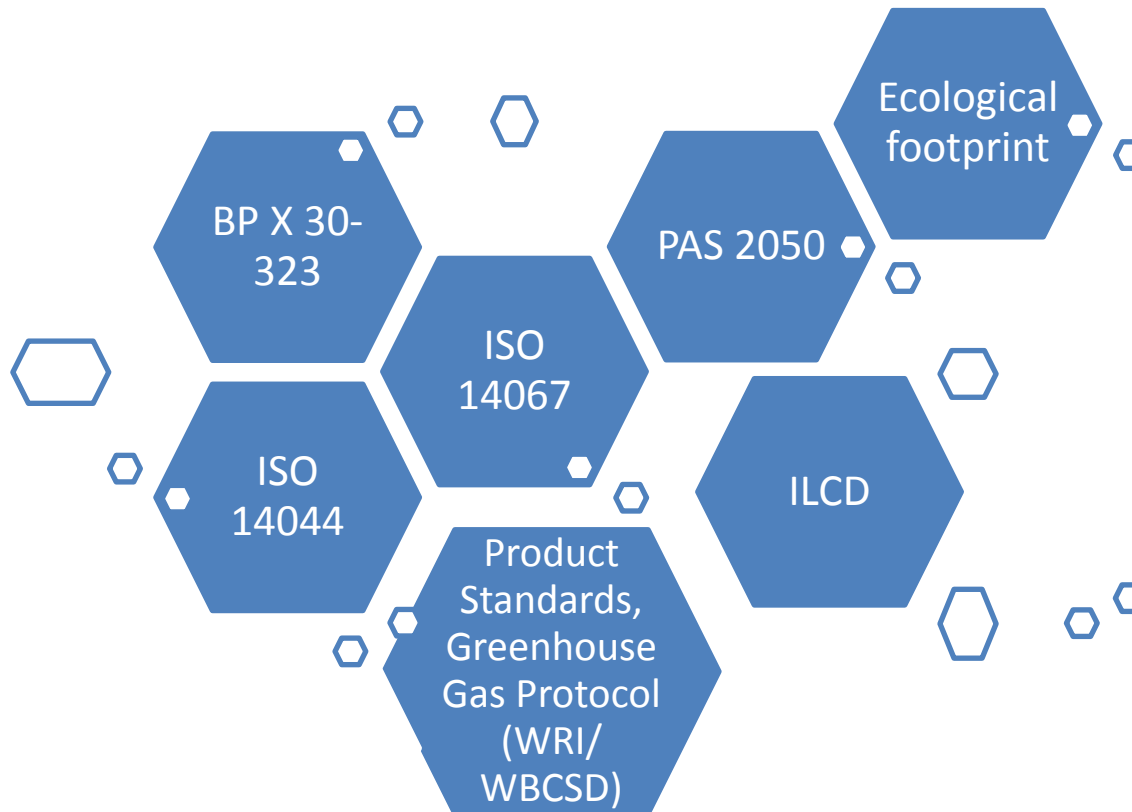 Ecological
footprint
BP X 30-
323
PAS 2050
ISO
14067
ISO
14044
ILCD
Product
Standards,
Greenhouse
Gas Protocol
(WRI/
WBCSD)